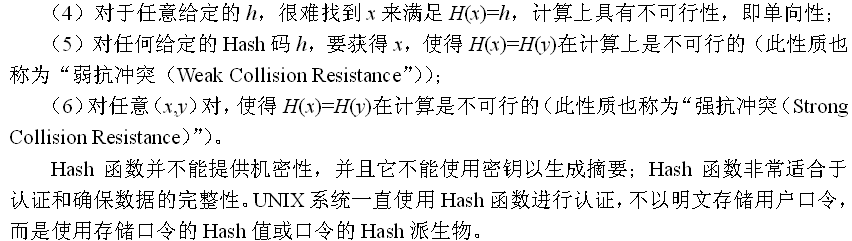 （4）对于任意给定的 h，很难找到 x 来满足 H(x)=h，计算上具有不可行性，即单向性；
（5）对任何给定的 Hash 码 h，要获得 x，使得 H(x)=H(y)在计算上是不可行的（此性质也
称为“弱抗冲突（Weak Collision Resistance”））；
（6）对任意（x,y）对，使得 H(x)=H(y)在计算是不可行的（此性质也称为“强抗冲突（Strong
Collision Resistance）”）。
Hash 函数并不能提供机密性，并且它不能使用密钥以生成摘要；Hash 函数非常适合于
认证和确保数据的完整性。UNIX 系统一直使用 Hash 函数进行认证，不以明文存储用户口令，
而是使用存储口令的 Hash 值或口令的 Hash 派生物。